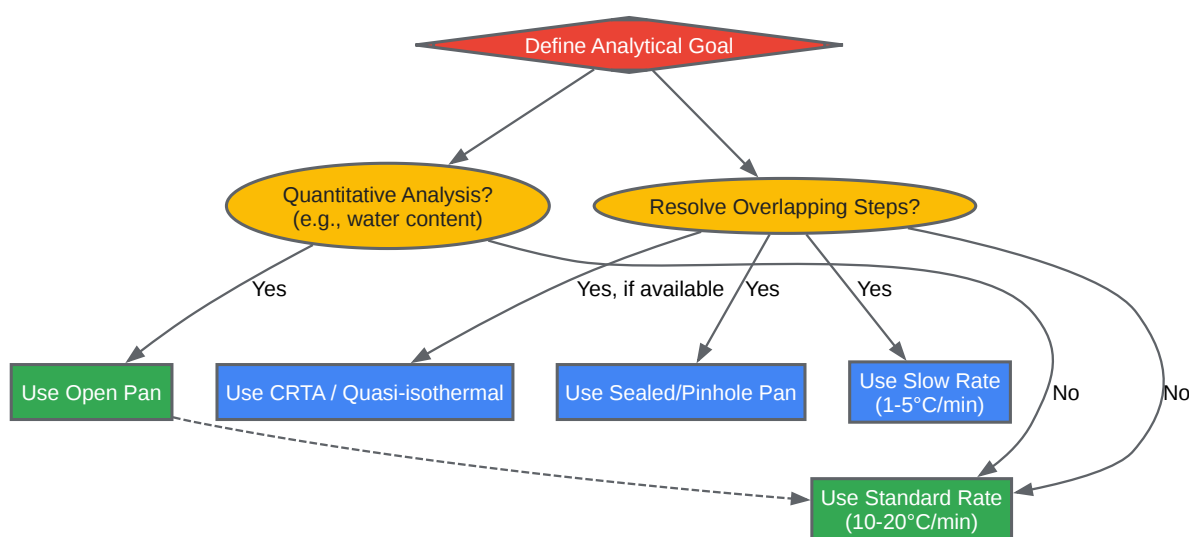 Define Analytical Goal
Quantitative Analysis?
(e.g., water content)
Resolve Overlapping Steps?
Yes
Yes, if available
Yes
Yes
Use Open Pan
Use CRTA / Quasi-isothermal
Use Sealed/Pinhole Pan
Use Slow Rate
(1-5°C/min)
No
No
Use Standard Rate
(10-20°C/min)